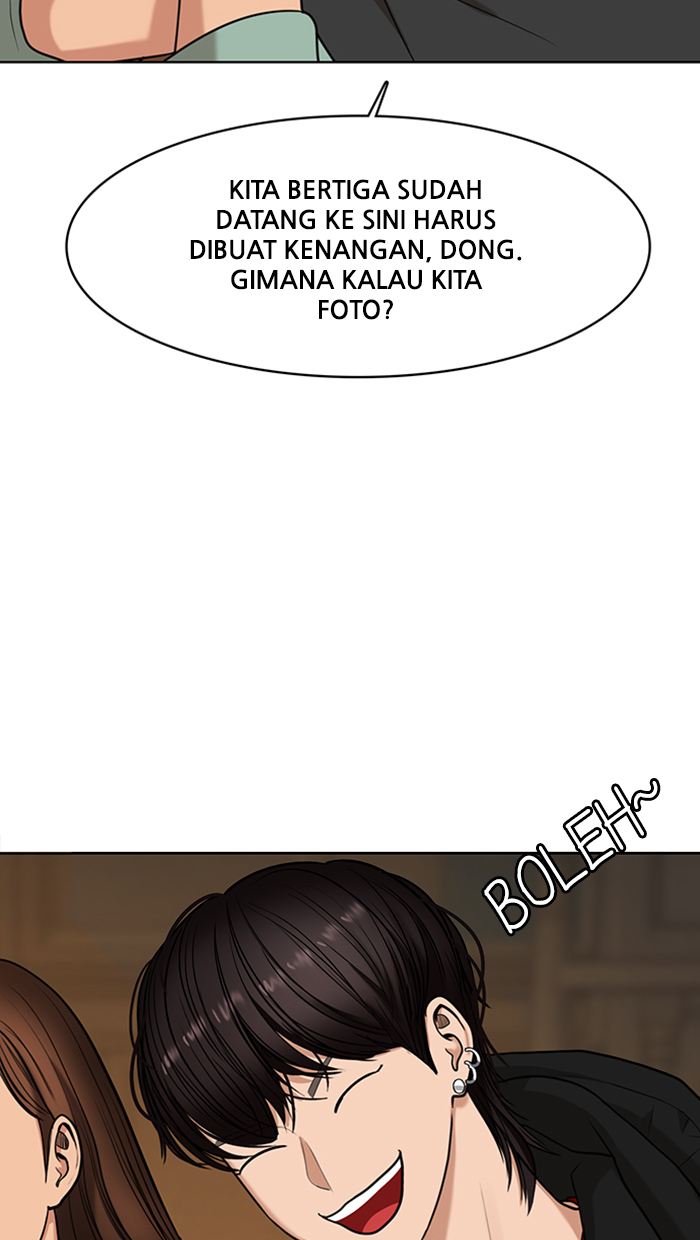 KITA BERTIGA SUDAH
DATANG KE SINI HARUS
DIBUAT KENANGAN, DONG.
GIMANA KALAU KITA
FOTO?
BOLEH~